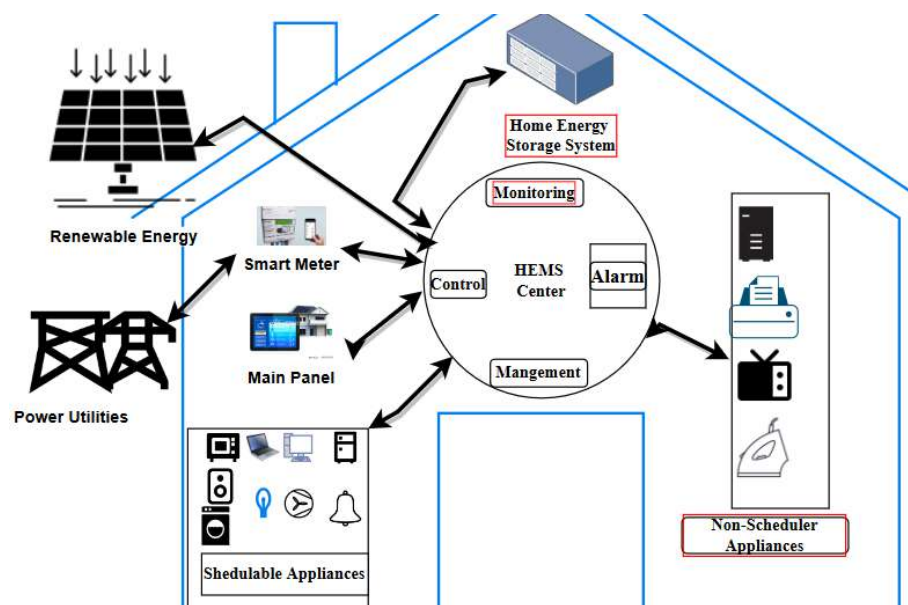 Home Energy
Storage System
Monitoring
Renewable Energy
Smart Meter
HEMS
Center
Control
Alarm
Main Panel
Mangement
Power Utilities
Non-Scheduler
Appliances
Shedulable Appliances